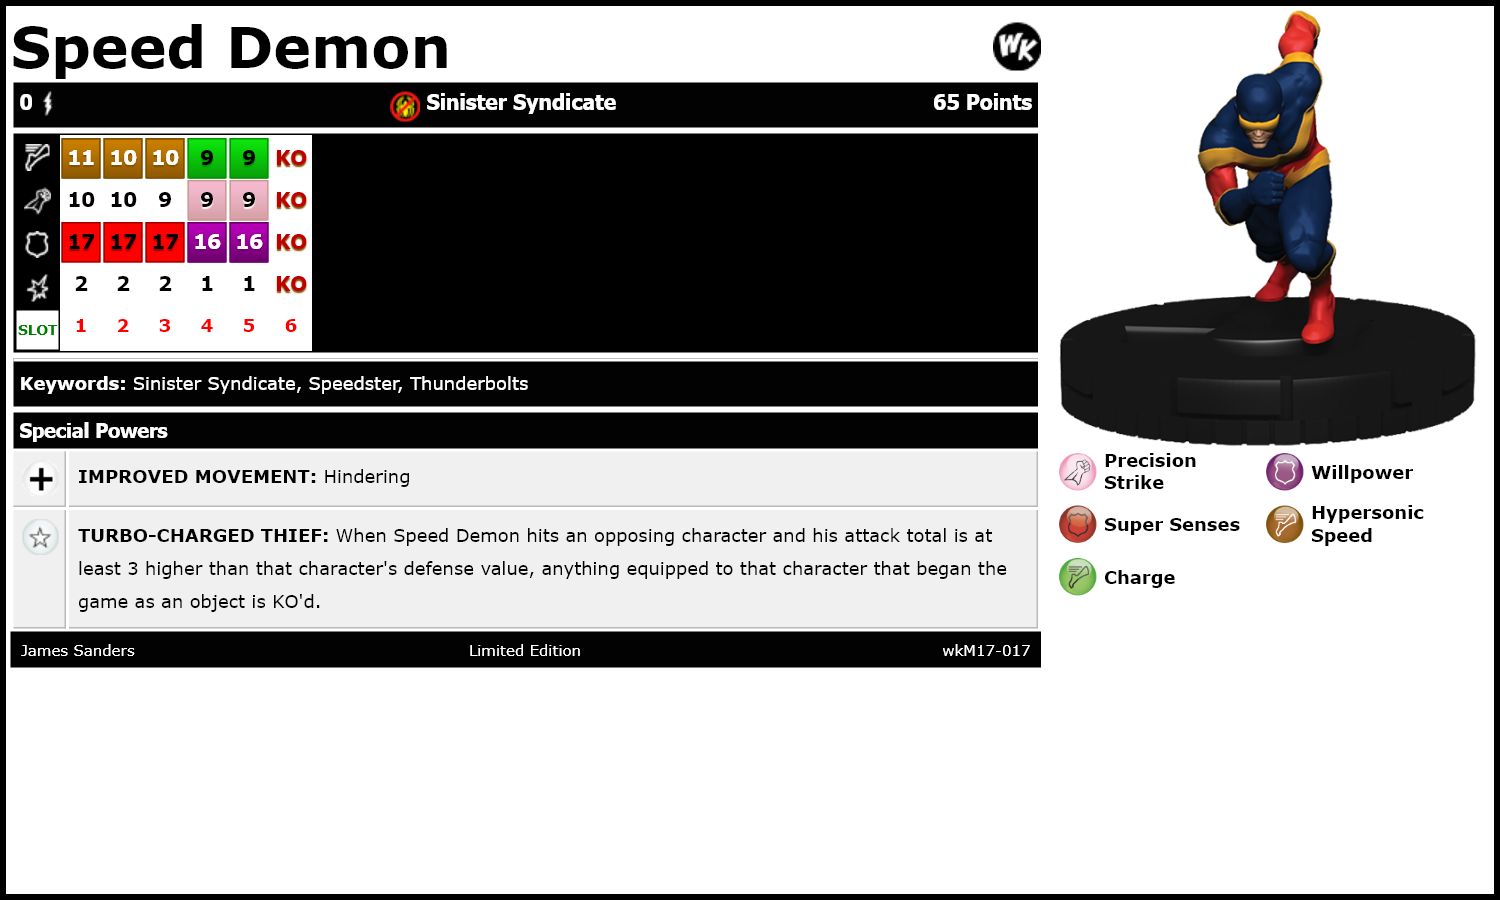 Speed Demon
WK
0 Sinister Syndicate 65 Points
11 10 10 9 9 KO
10 10 9 9 9 KO
17 17 17 16 16 KO
2 2 2 1 1 KO
SLOT 1 2 3 4 5 6
Keywords: Sinister Syndicate, Speedster, Thunderbolts
Special Powers
IMPROVED MOVEMENT: Hindering
TURBO-CHARGED THIEF: When Speed Demon hits an opposing character and his attack total is at
least 3 higher than that character's defense value, anything equipped to that character that began the
game as an object is KO'd.
James Sanders Limited Edition wkM17-017
Precision
Strike
Willpower
Super Senses
Hypersonic
Speed
Charge